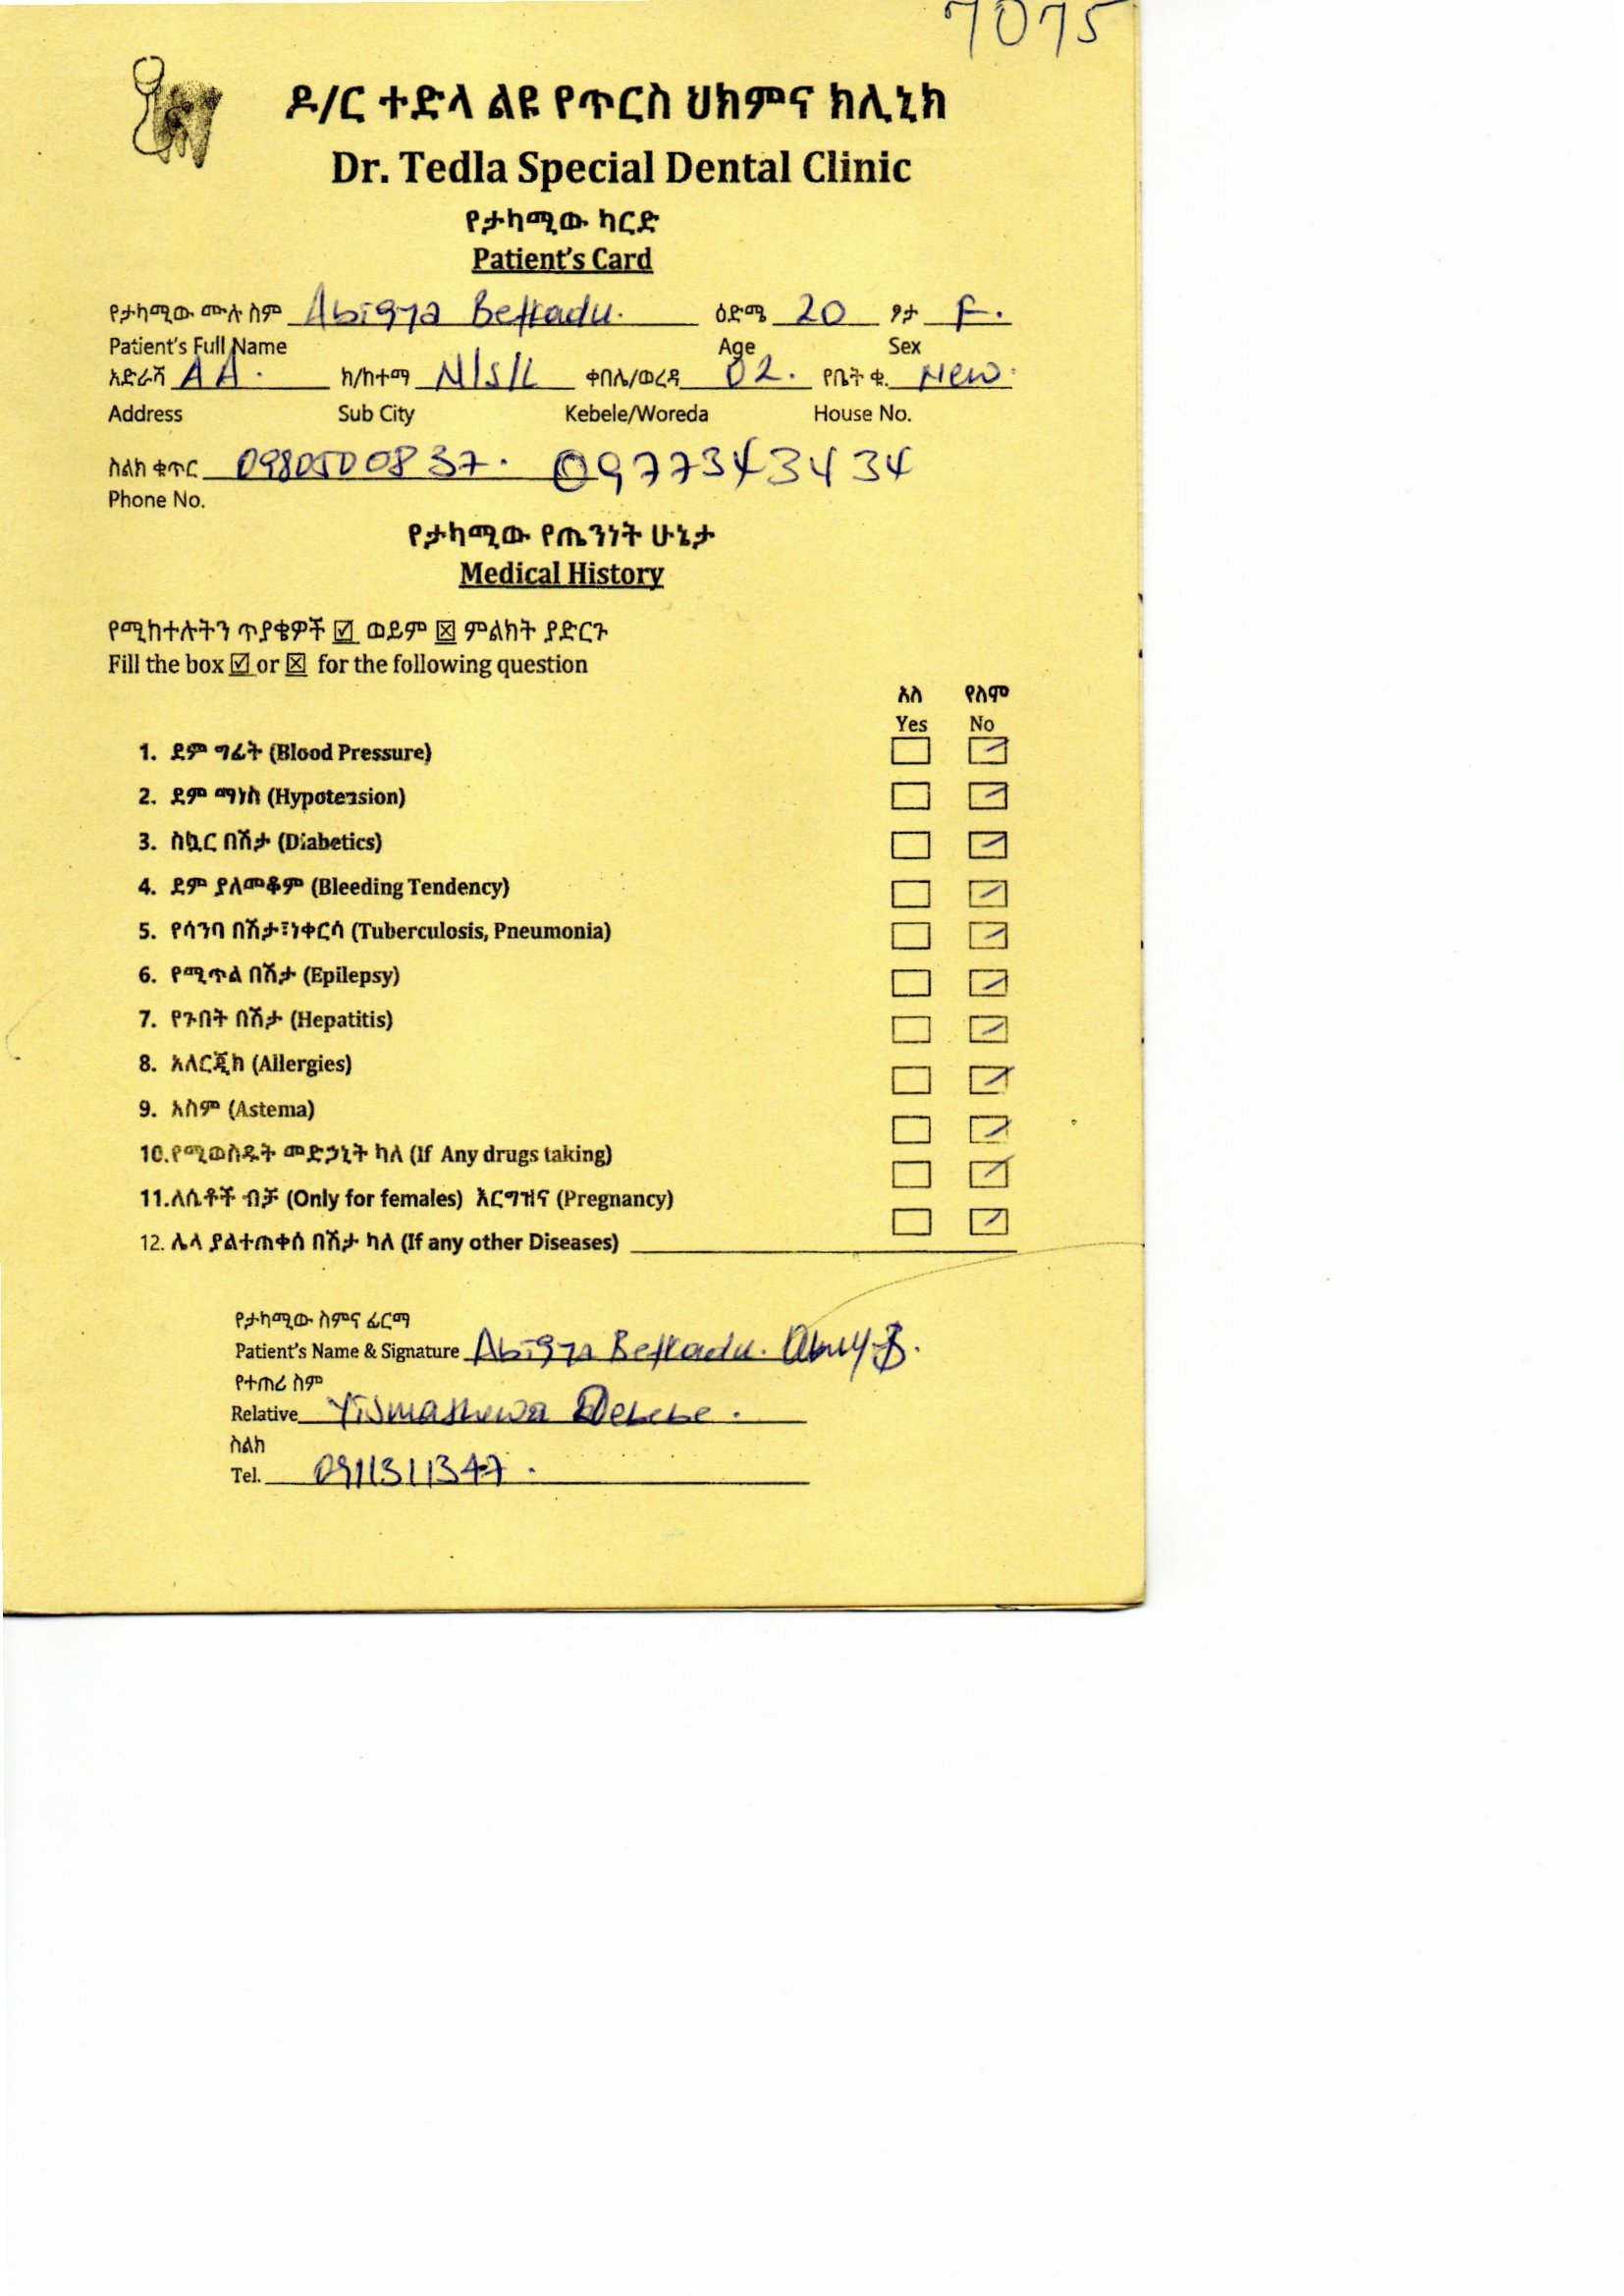 7075
ዶ/ር ተድላ ልዩ የጥርስ ህክምና ክሊኒክ
Dr. Tedla Special Dental Clinic
የታካሚው ካርድ
Patient's Card
የታካሚው ሙሉ ስም Abigya Befkadu. ዕድሜ 20 ፆታ F.
Patient's Full Name Age Sex
አድራሻ AA. ክ/ከተማ N/S/L ቀበሌ/ወረዳ 02. የቤት ቁ. New.
Address Sub City Kebele/Woreda House No.
ስልክ ቁጥር 0980500837. 0977343434
Phone No.
የታካሚው የጤንነት ሁኔታ
Medical History
የሚከተሉትን ጥያቄዎች ☑ ወይም ☒ ምልክት ያድርጉ
Fill the box ☑ or ☒ for the following question
አለ የለም
Yes No
1. ደም ግፊት (Blood Pressure)
2. ደም ማነስ (Hypotension)
3. ስኳር በሽታ (Diabetics)
4. ደም ያለመቆም (Bleeding Tendency)
5. የሳንባ በሽታ፣ነቀርሳ (Tuberculosis, Pneumonia)
6. የሚጥል በሽታ (Epilepsy)
7. የጉበት በሽታ (Hepatitis)
8. አለርጂክ (Allergies)
9. አስም (Astema)
10.የሚወስዱት መድኃኒት ካለ (If Any drugs taking)
11.ለሴቶች ብቻ (Only for females) እርግዝና (Pregnancy)
12. ሌላ ያልተጠቀሰ በሽታ ካለ (If any other Diseases)
የታካሚው ስምና ፊርማ
Patient's Name & Signature Abigya Befkadu.
የተጠሪ ስም
Relative Yismashewa Debebe.
ስልክ
Tel. 0911311347.